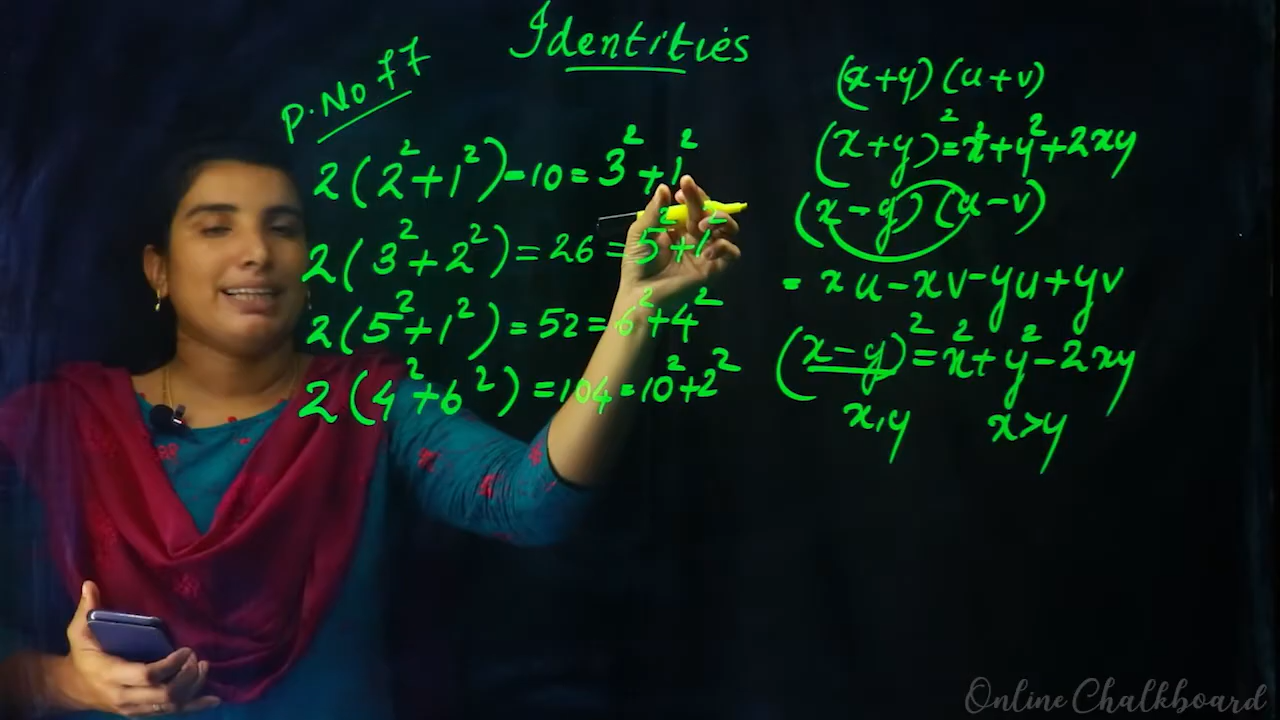 Identities
P.No 77
2(2²+1²)=10=3²+1²
2(3²+2²)=26=5²+1²
2(5²+1²)=52=6²+4²
2(4²+6²)=104=10²+2²
(x+y)(u+v)
(x+y)²=x²+y²+2xy
(x-y)(u-v)
=xu-xv-yu+yv
(x-y)²=x²+y²-2xy
x,y x>y
Online Chalkboard